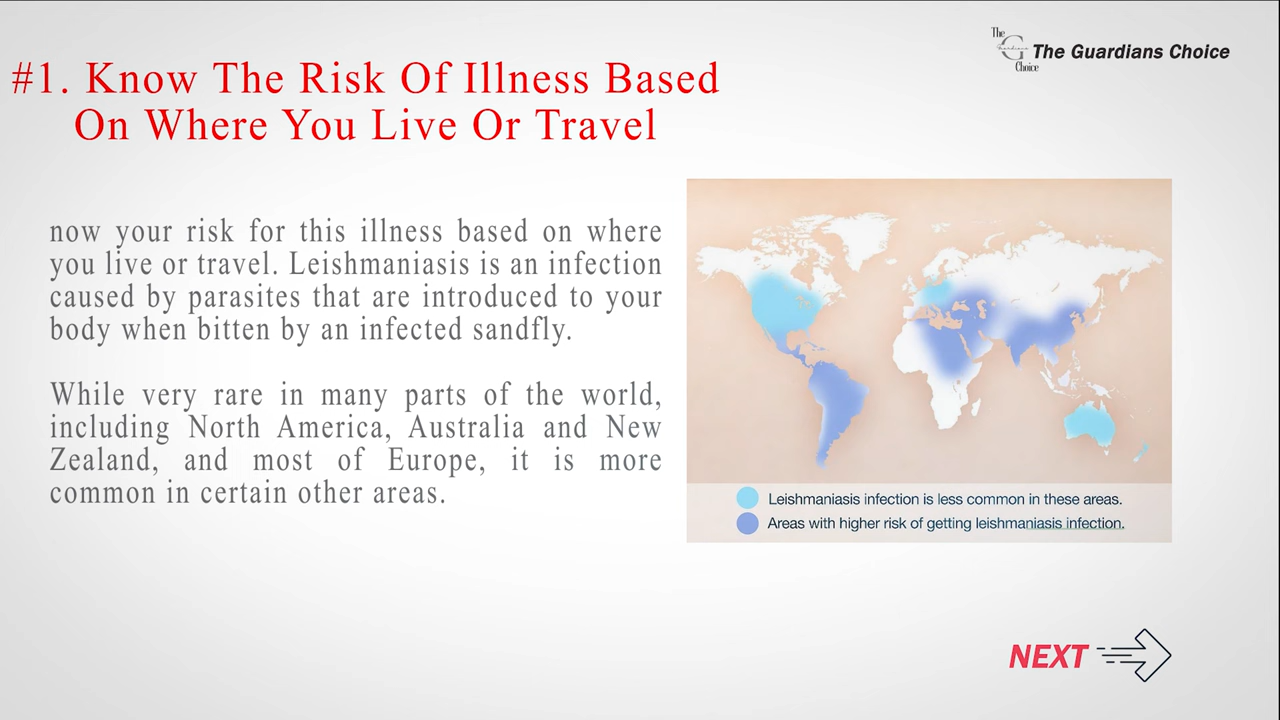 The
G
Guardians
Choice
The Guardians Choice
#1. Know The Risk Of Illness Based
On Where You Live Or Travel
now your risk for this illness based on where
you live or travel. Leishmaniasis is an infection
caused by parasites that are introduced to your
body when bitten by an infected sandfly.
While very rare in many parts of the world,
including North America, Australia and New
Zealand, and most of Europe, it is more
common in certain other areas.
Leishmaniasis infection is less common in these areas.
Areas with higher risk of getting leishmaniasis infection.
NEXT